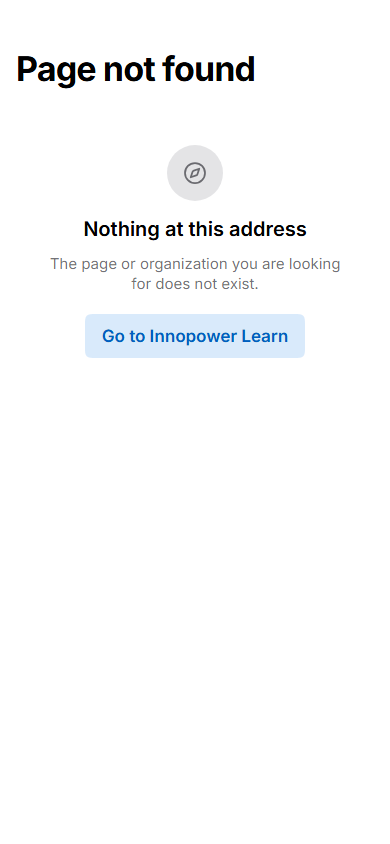 Page not found
Nothing at this address
The page or organization you are looking
for does not exist.
Go to Innopower Learn